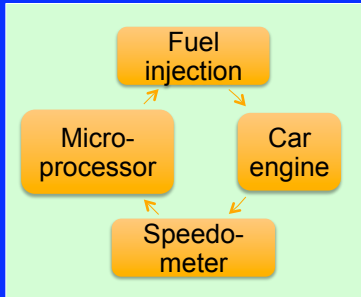 Fuel
injection
Micro-
processor
Car
engine
Speedo-
meter